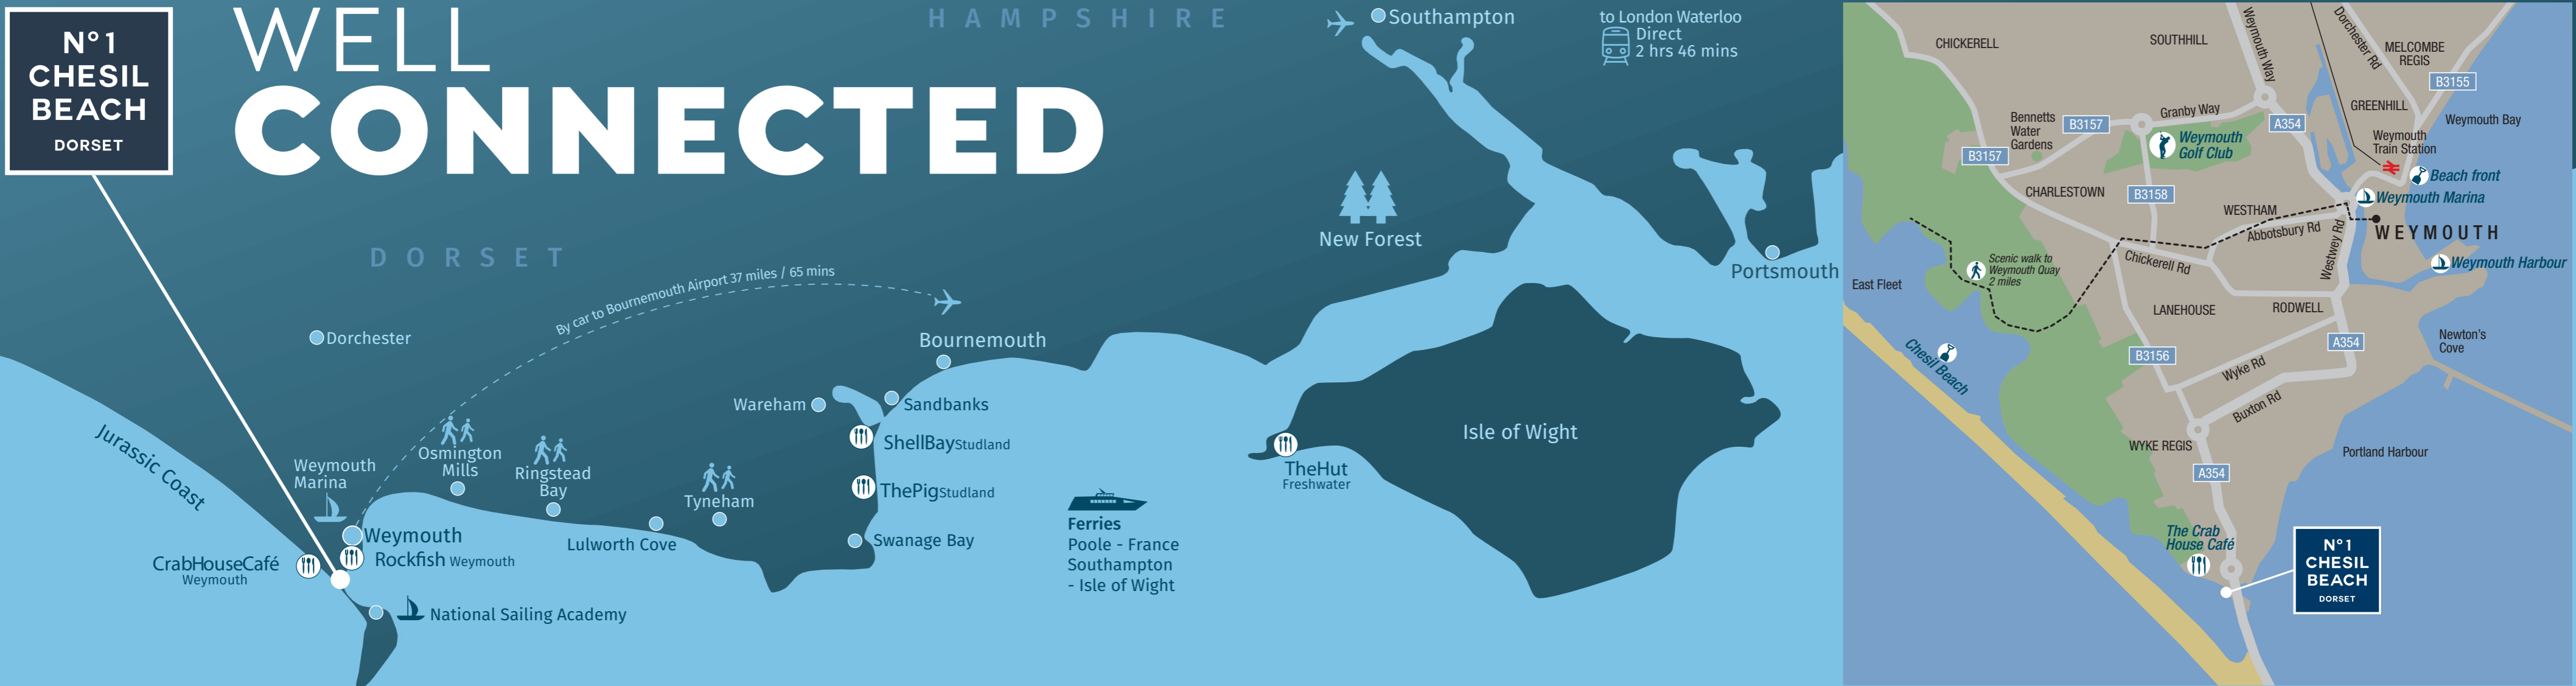 N°1
CHESIL
BEACH
DORSET
WELL
CONNECTED
HAMPSHIRE
DORSET
Southampton
to London Waterloo
Direct
2 hrs 46 mins
New Forest
Portsmouth
By car to Bournemouth Airport 37 miles / 65 mins
Dorchester
Bournemouth
Wareham
Sandbanks
ShellBay Studland
ThePig Studland
Swanage Bay
Jurassic Coast
Weymouth
Marina
Osmington
Mills
Ringstead
Bay
Tyneham
Lulworth Cove
Weymouth
Rockfish Weymouth
CrabHouseCafé
Weymouth
National Sailing Academy
Ferries
Poole - France
Southampton
- Isle of Wight
TheHut
Freshwater
Isle of Wight
CHICKERELL
SOUTHHILL
Weymouth Way
Dorchester Rd
MELCOMBE
REGIS
B3155
GREENHILL
Weymouth Bay
Granby Way
A354
Bennetts
Water
Gardens
B3157
B3157
Weymouth
Golf Club
Weymouth
Train Station
Beach front
Weymouth Marina
CHARLESTOWN
B3158
WESTHAM
Abbotsbury Rd
Westwey Rd
WEYMOUTH
Weymouth Harbour
Chickerell Rd
Scenic walk to
Weymouth Quay
2 miles
East Fleet
LANEHOUSE
RODWELL
Newton's
Cove
A354
B3156
Wyke Rd
Buxton Rd
Chesil Beach
WYKE REGIS
Portland Harbour
A354
The Crab
House Café
N°1
CHESIL
BEACH
DORSET